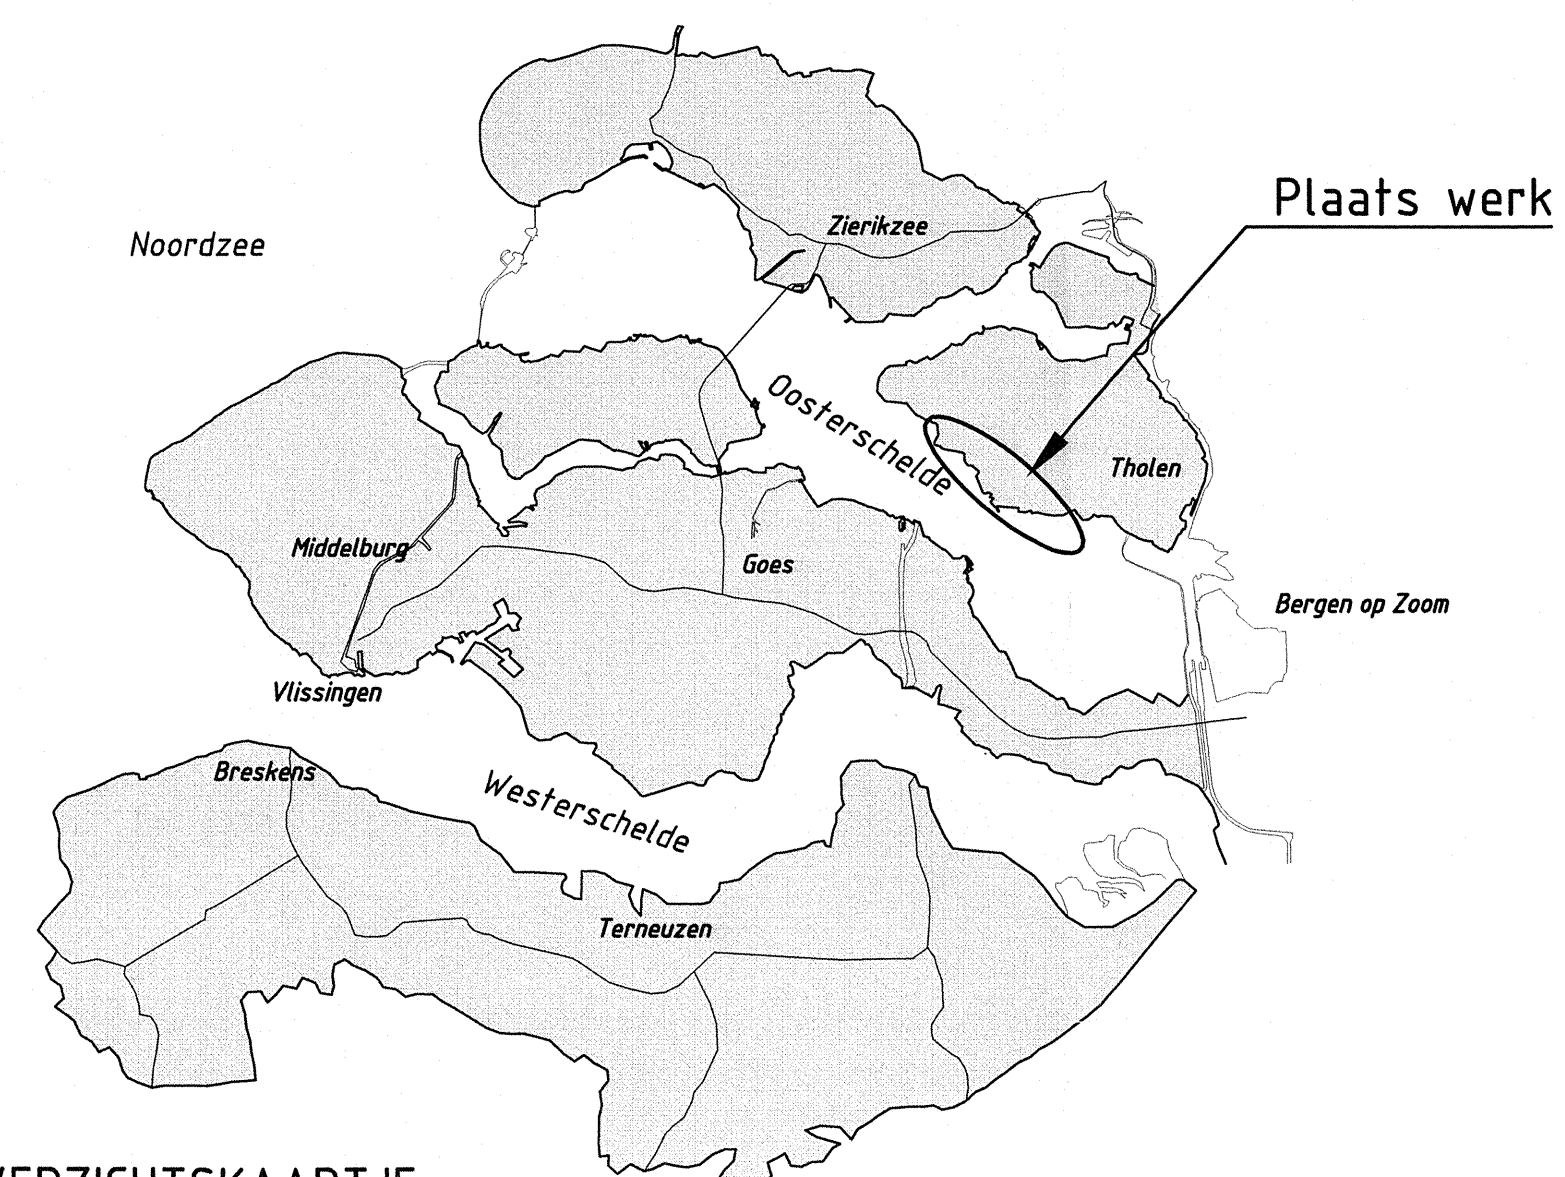 Plaats werk
Zierikzee
Noordzee
Oosterschelde
Tholen
Middelburg
Goes
Bergen op Zoom
Vlissingen
Breskens
Westerschelde
Terneuzen